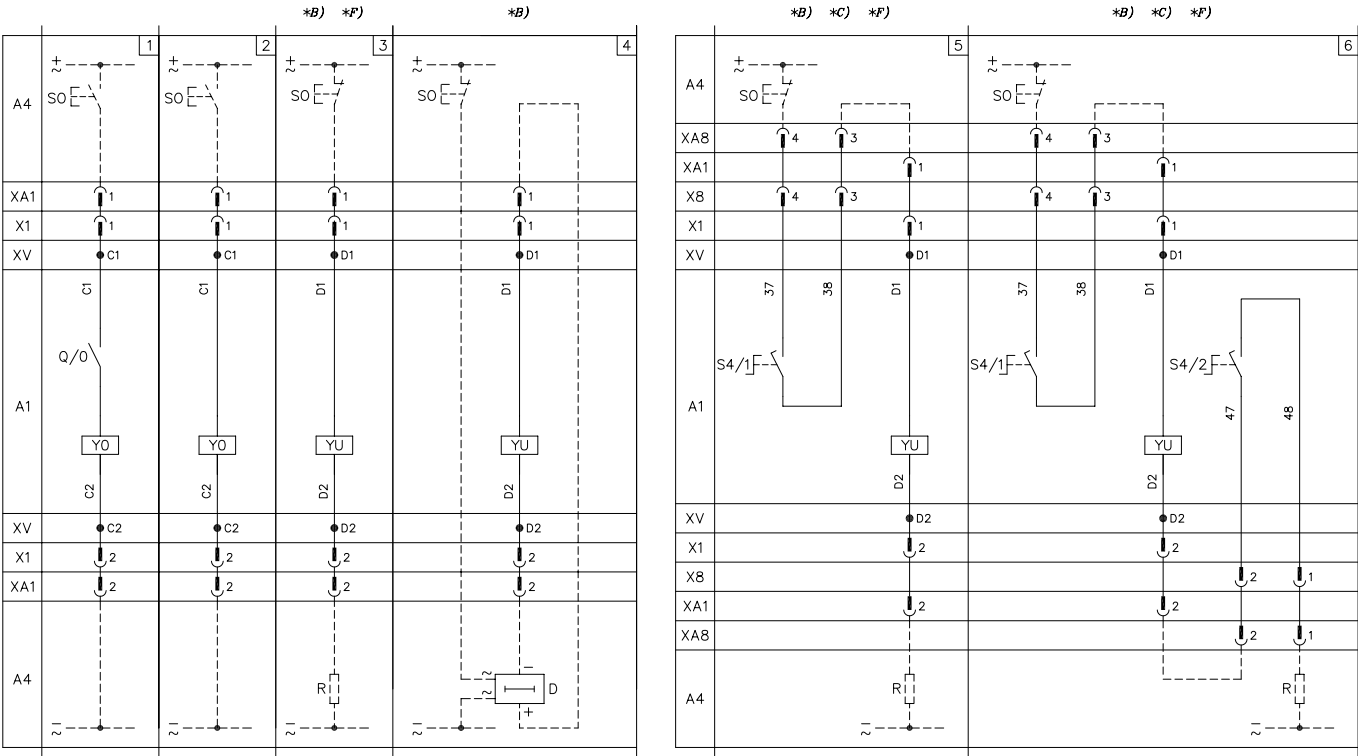 *B) *F)
*B)
*B) *C) *F)
*B) *C) *F)
1
2
3
4
5
6
+
~
+
~
+
~
+
~
+
~
+
~
A4
SO
SO
SO
SO
A4
SO
SO
XA8
4
3
4
3
XA1
1
1
XA1
1
1
1
1
X8
4
3
4
3
X1
1
1
1
1
X1
1
1
XV
C1
C1
D1
D1
XV
D1
D1
C1
C1
D1
D1
37
38
D1
37
38
D1
Q/0
S4/1
S4/1
S4/2
A1
A1
47
48
YO
YO
YU
YU
YU
YU
C2
C2
D2
D2
D2
D2
XV
C2
C2
D2
D2
XV
D2
D2
X1
2
2
2
2
X1
2
2
XA1
2
2
2
2
X8
2
1
XA1
2
2
XA8
2
1
A4
R
~
~
−
D
+
A4
R
R
−
~
−
~
−
~
−
~
−
~
−
~